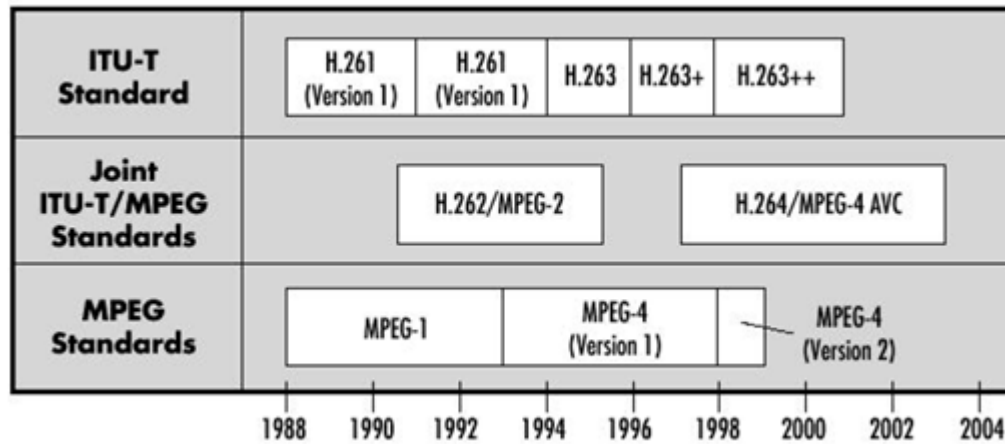 ITU-T
Standard
H.261
(Version 1)
H.261
(Version 1)
H.263
H.263+
H.263++
Joint
ITU-T/MPEG
Standards
H.262/MPEG-2
H.264/MPEG-4 AVC
MPEG
Standards
MPEG-1
MPEG-4
(Version 1)
MPEG-4
(Version 2)
1988 1990 1992 1994 1996 1998 2000 2002 2004